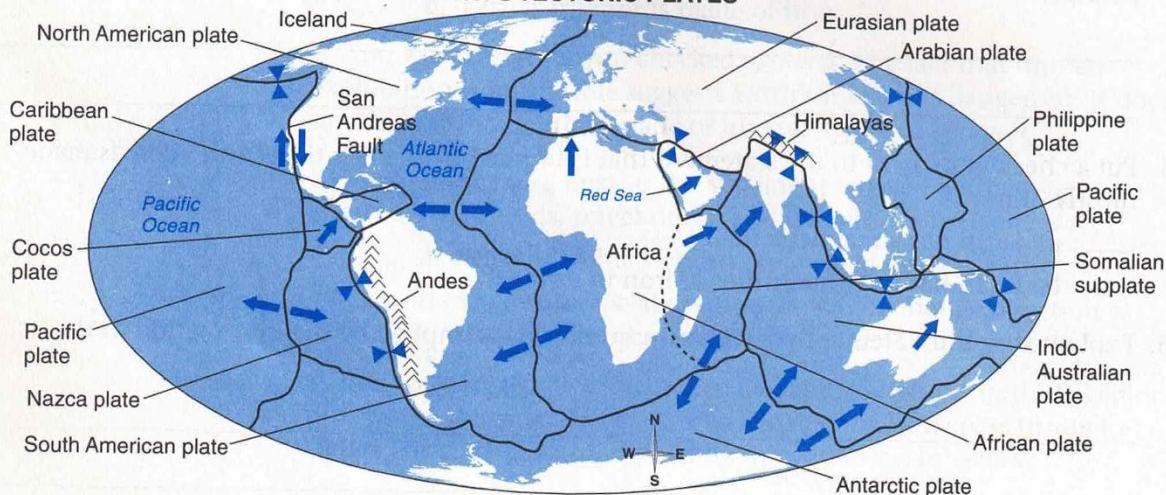 TECTONIC PLATES
Iceland
North American plate
Eurasian plate
Arabian plate
Caribbean
plate
San
Andreas
Fault
Atlantic
Ocean
Himalayas
Philippine
plate
Red Sea
Pacific
Ocean
Pacific
plate
Cocos
plate
Africa
Andes
Somalian
subplate
Pacific
plate
Indo-
Australian
plate
Nazca plate
South American plate
N
W E
S
African plate
Antarctic plate